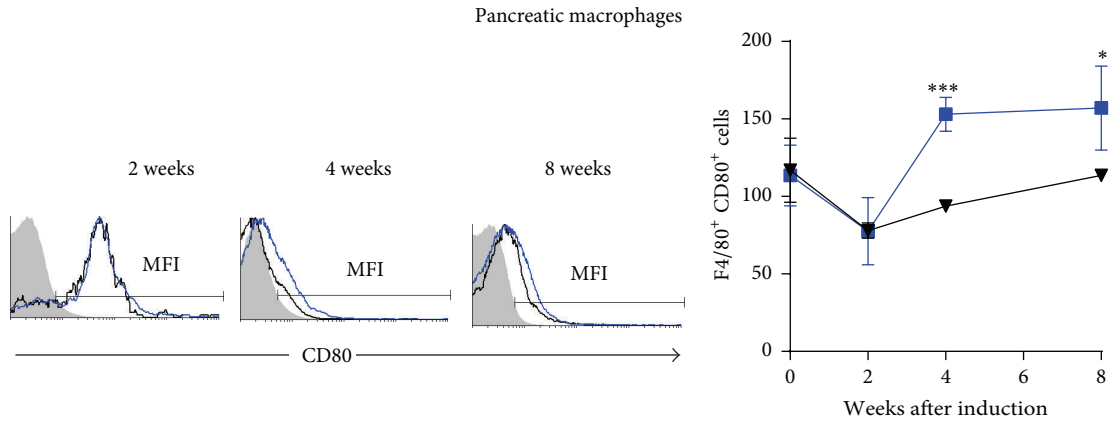 Pancreatic macrophages
2 weeks
4 weeks
8 weeks
MFI
MFI
MFI
CD80
F4/80⁺ CD80⁺ cells
200
150
100
50
0
***
*
0 2 4 6 8
Weeks after induction